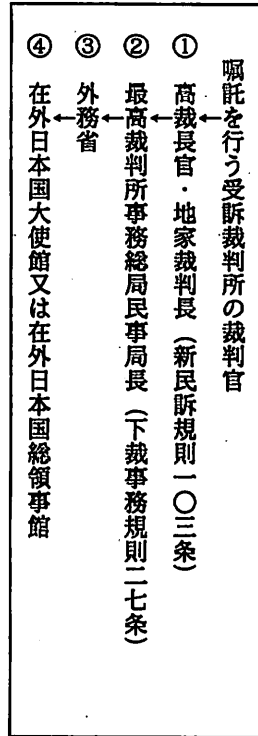 嘱託を行う受訴裁判所の裁判官
↓
① 高裁長官・地家裁判長（新民訴規則一〇三条）
↓
② 最高裁判所事務総局民事局長（下裁事務規則二七条）
↓
③ 外務省
↓
④ 在外日本国大使館又は在外日本国総領事館